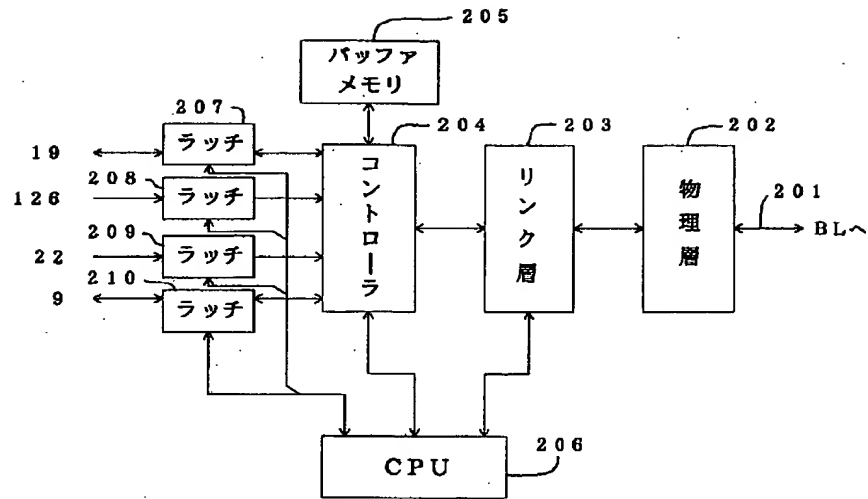 205
バッファ
メモリ
207
204
203
202
19
ラッチ
208
126
ラッチ
209
22
ラッチ
210
9
ラッチ
コントローラ
リンク層
物理層
201
BLへ
CPU
206